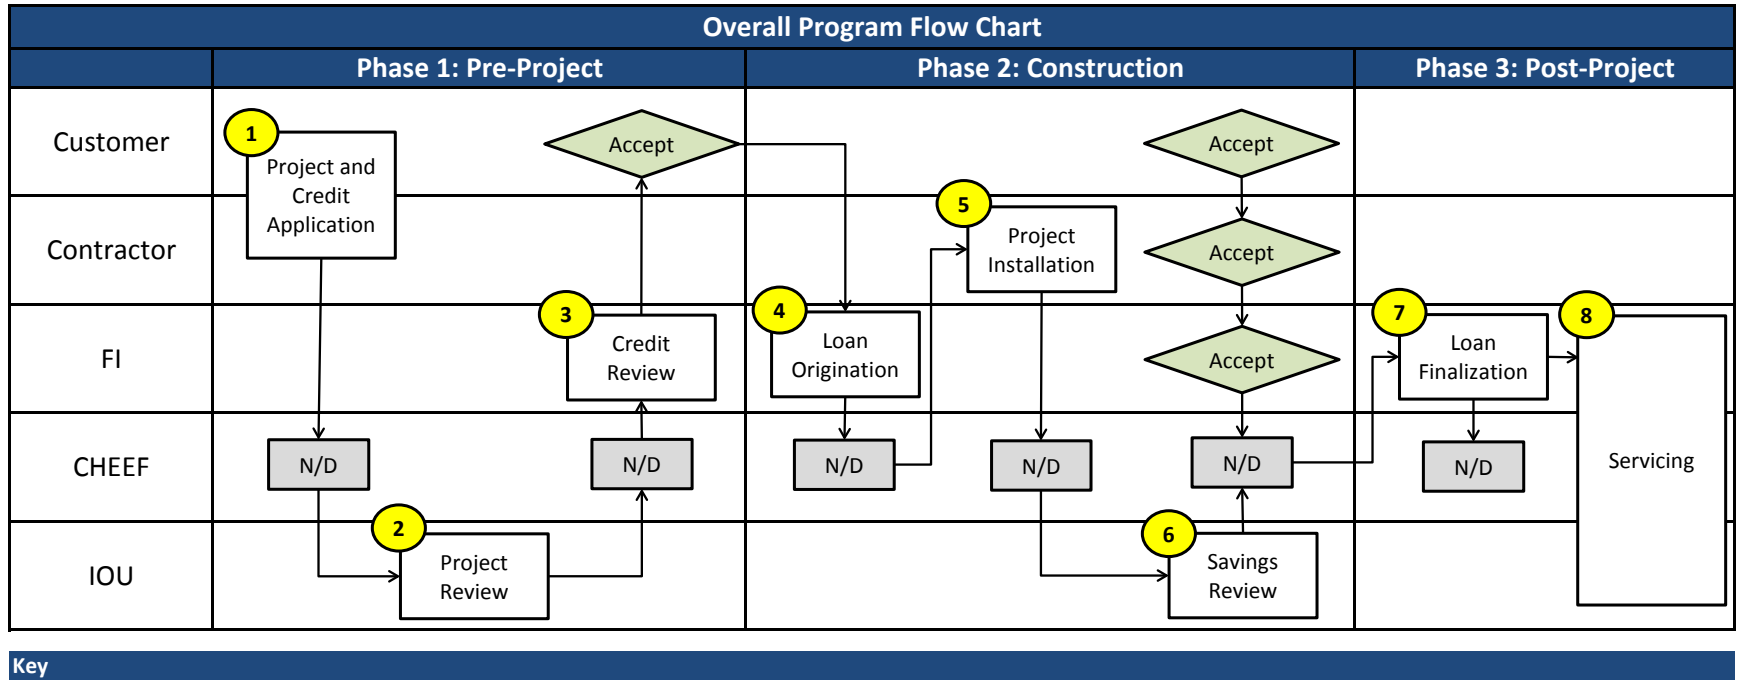 Overall Program Flow Chart
Phase 1: Pre-Project
Phase 2: Construction
Phase 3: Post-Project
Customer
1
Project and
Credit
Application
Accept
Accept
Contractor
5
Project
Installation
Accept
FI
3
Credit
Review
4
Loan
Origination
Accept
7
Loan
Finalization
8
CHEEF
N/D
N/D
N/D
N/D
N/D
N/D
Servicing
IOU
2
Project
Review
6
Savings
Review
Key